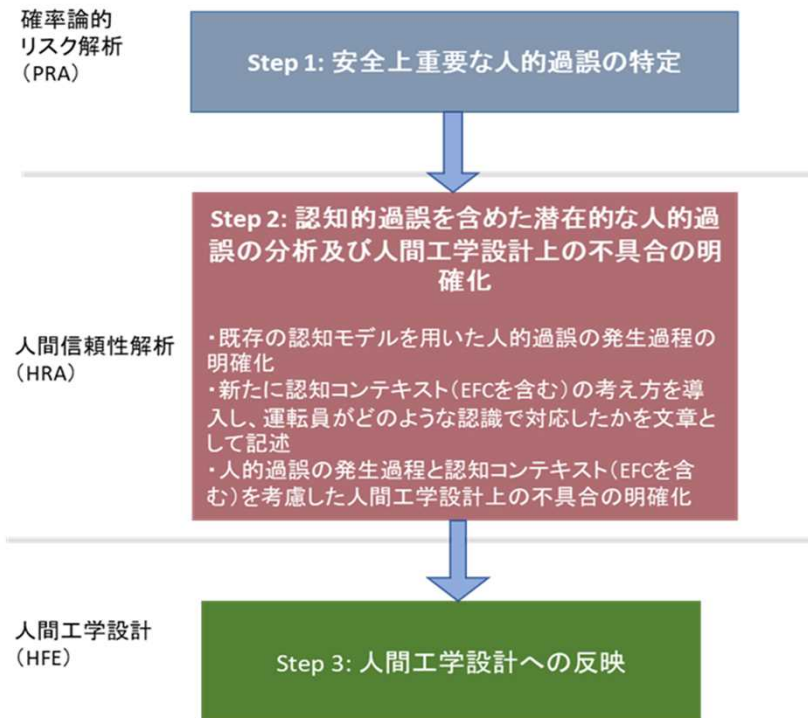 確率論的
リスク解析
（PRA）
Step 1: 安全上重要な人的過誤の特定
Step 2: 認知的過誤を含めた潜在的な人的過
誤の分析及び人間工学設計上の不具合の明
確化
・既存の認知モデルを用いた人的過誤の発生過程の
明確化
・新たに認知コンテキスト（EFCを含む）の考え方を導
入し、運転員がどのような認識で対応したかを文章と
して記述
・人的過誤の発生過程と認知コンテキスト（EFCを含
む）を考慮した人間工学設計上の不具合の明確化
人間信頼性解析
（HRA）
人間工学設計
（HFE）
Step 3: 人間工学設計への反映